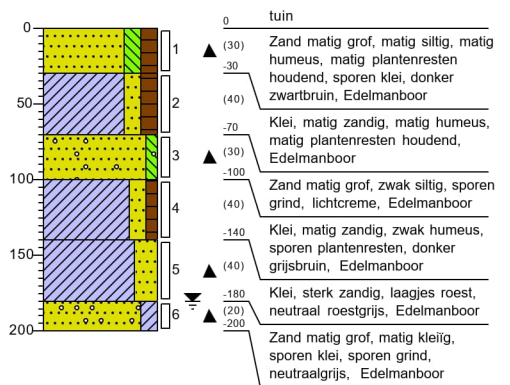 0 tuin
0
1 (30) Zand matig grof, matig siltig, matig
humeus, matig plantenresten
-30 houdend, sporen klei, donker
zwartbruin, Edelmanboor
50
2 (40)
-70 Klei, matig zandig, matig humeus,
matig plantenresten houdend,
3 (30) Edelmanboor
100
-100 Zand matig grof, zwak siltig, sporen
4 (40) grind, lichtcreme, Edelmanboor
-140 Klei, matig zandig, zwak humeus,
150
sporen plantenresten, donker
5 (40) grijsbruin, Edelmanboor
-180 Klei, sterk zandig, laagjes roest,
6 (20) neutraal roestgrijs, Edelmanboor
200
-200 Zand matig grof, matig kleiïg,
sporen klei, sporen grind,
neutraalgrijs, Edelmanboor